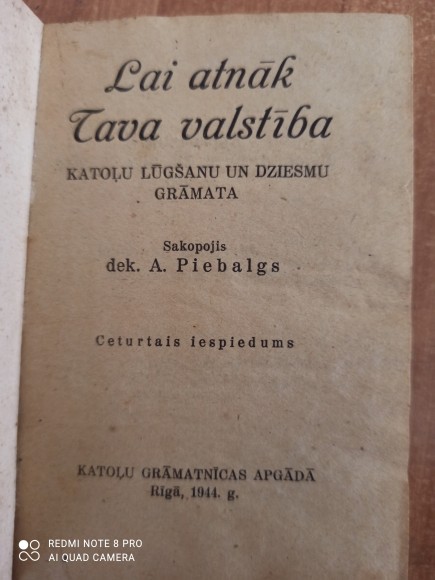 Lai atnāk
Tava valstība
KATOĻU LŪGŠANU UN DZIESMU
GRĀMATA
Sakopojis
dek. A. Piebalgs
Ceturtais iespiedums
KATOĻU GRĀMATNĪCAS APGĀDĀ
Rīgā, 1944. g.
REDMI NOTE 8 PRO
AI QUAD CAMERA